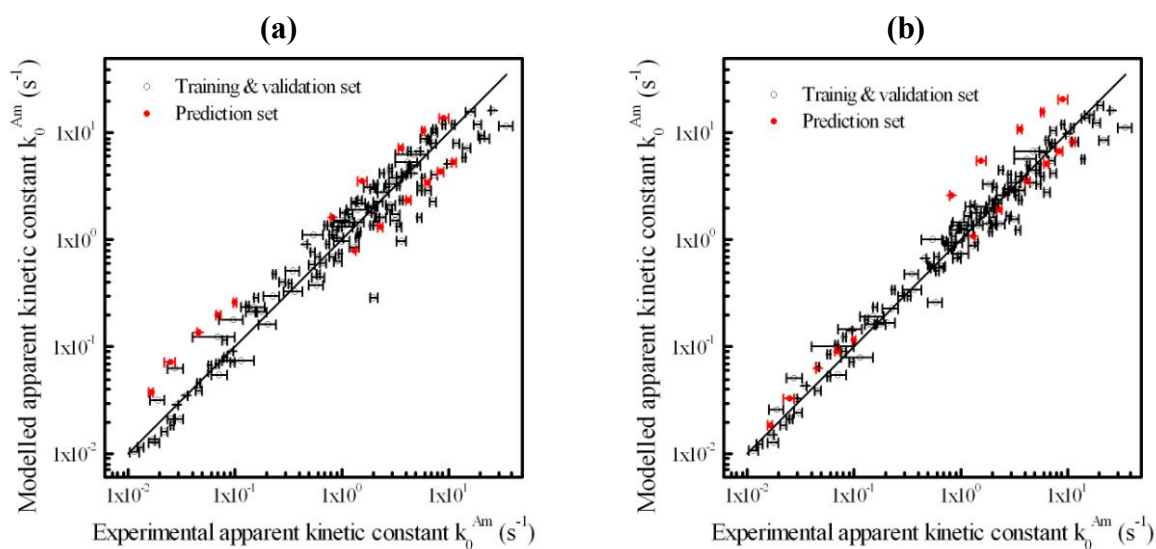 (a)
Training & validation set
Prediction set
Modelled apparent kinetic constant k₀ᴬᵐ (s⁻¹)
1x10¹
1x10⁰
1x10⁻¹
1x10⁻²
1x10⁻² 1x10⁻¹ 1x10⁰ 1x10¹
Experimental apparent kinetic constant k₀ᴬᵐ (s⁻¹)
(b)
Trainig & validation set
Prediction set
Modelled apparent kinetic constant k₀ᴬᵐ (s⁻¹)
1x10¹
1x10⁰
1x10⁻¹
1x10⁻²
1x10⁻² 1x10⁻¹ 1x10⁰ 1x10¹
Experimental apparent kinetic constant k₀ᴬᵐ (s⁻¹)